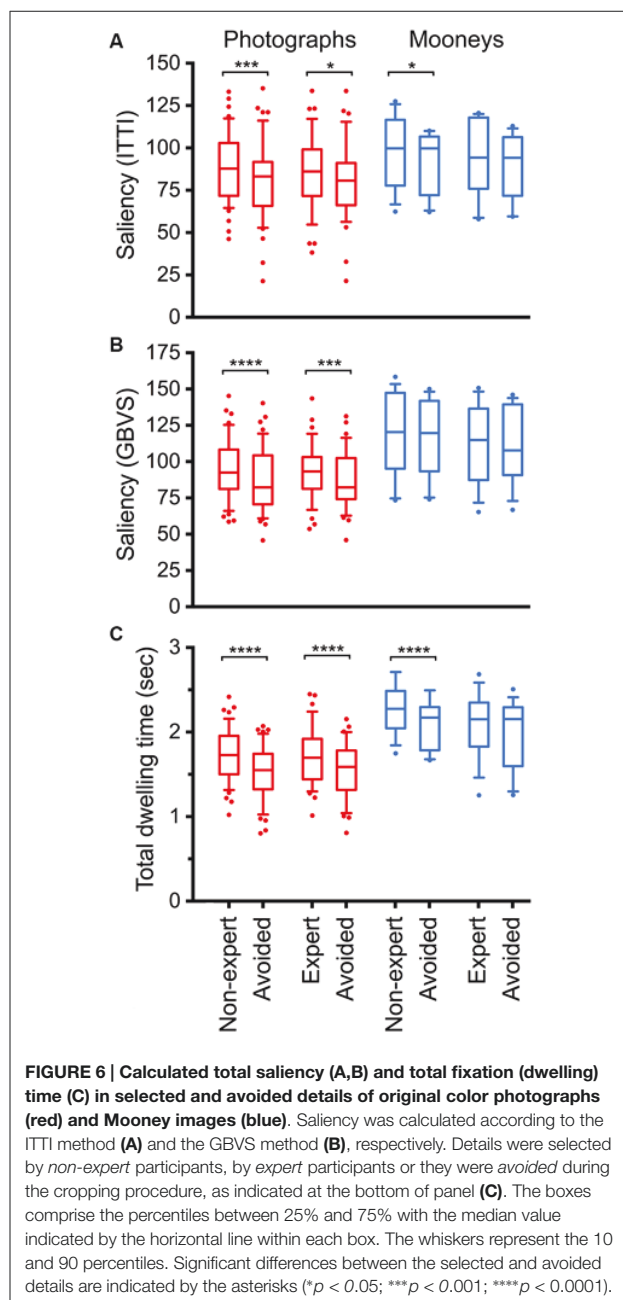 A
Photographs Mooneys
*** * *
150
125
100
75
50
25
0
Saliency (ITTI)
B
**** ***
175
150
125
100
75
50
25
0
Saliency (GBVS)
C
**** **** ****
3
2
1
0
Total dwelling time (sec)
Non-expert
Avoided
Expert
Avoided
Non-expert
Avoided
Expert
Avoided
FIGURE 6 | Calculated total saliency (A,B) and total fixation (dwelling)
time (C) in selected and avoided details of original color photographs
(red) and Mooney images (blue). Saliency was calculated according to the
ITTI method (A) and the GBVS method (B), respectively. Details were selected
by non-expert participants, by expert participants or they were avoided during
the cropping procedure, as indicated at the bottom of panel (C). The boxes
comprise the percentiles between 25% and 75% with the median value
indicated by the horizontal line within each box. The whiskers represent the 10
and 90 percentiles. Significant differences between the selected and avoided
details are indicated by the asterisks (*p < 0.05; ***p < 0.001; ****p < 0.0001).